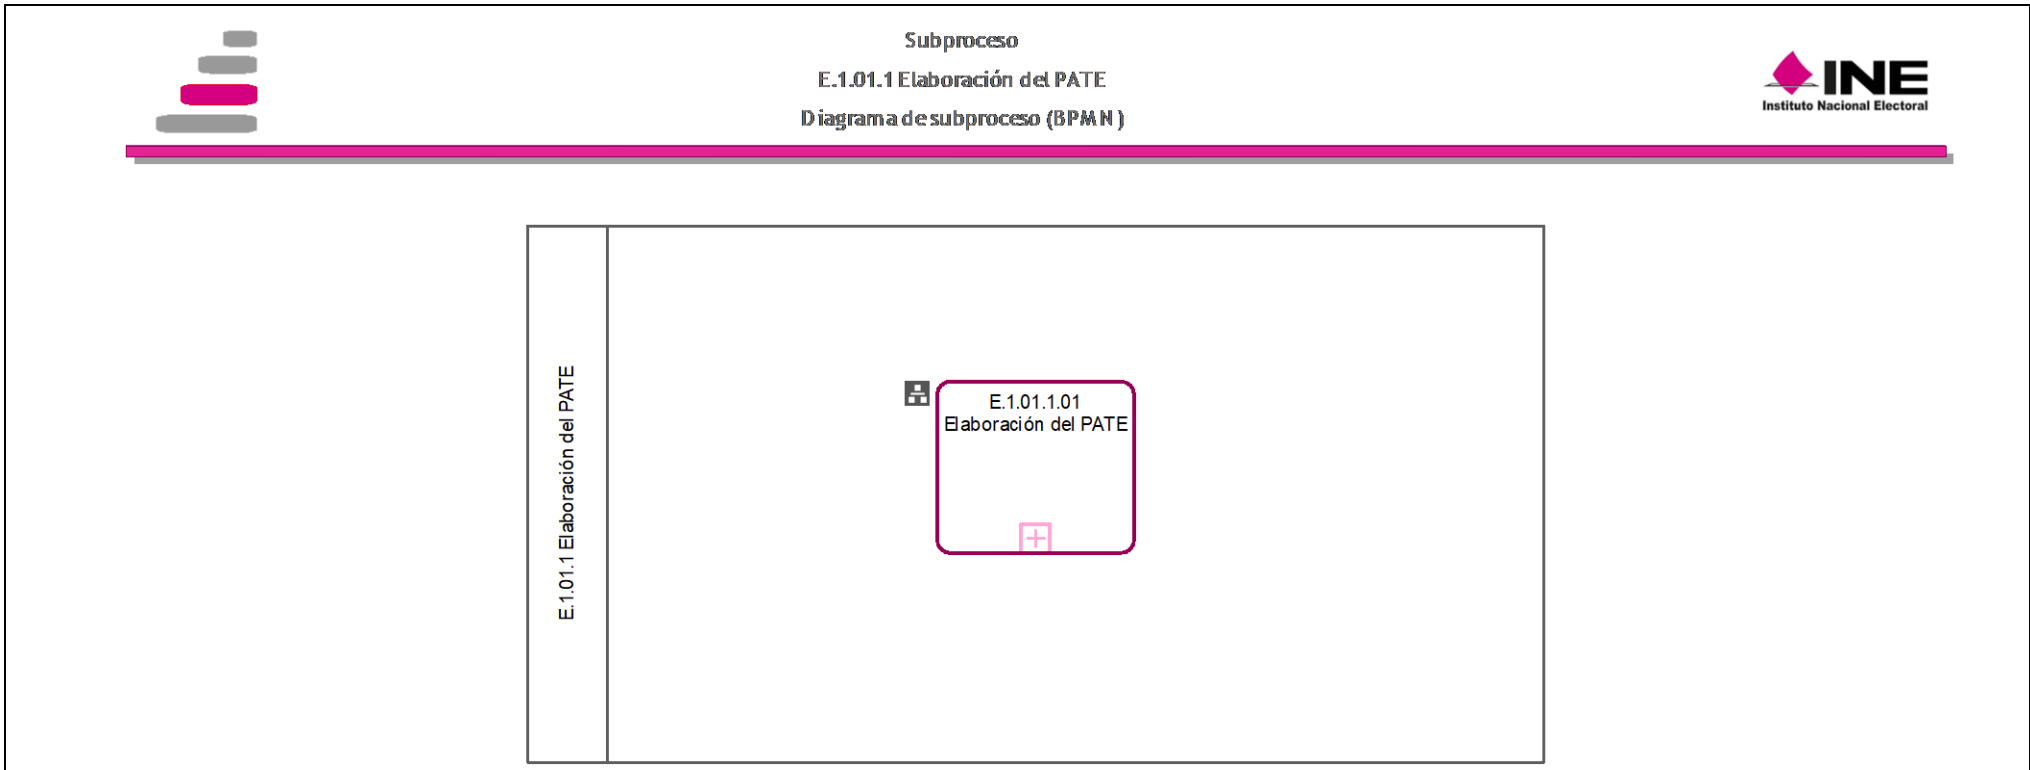 Subproceso
E.1.01.1 Elaboración del PATE
Diagrama de subproceso (BPMN)
INE
Instituto Nacional Electoral
E.1.01.1 Elaboración del PATE
E.1.01.1.01
Elaboración del PATE